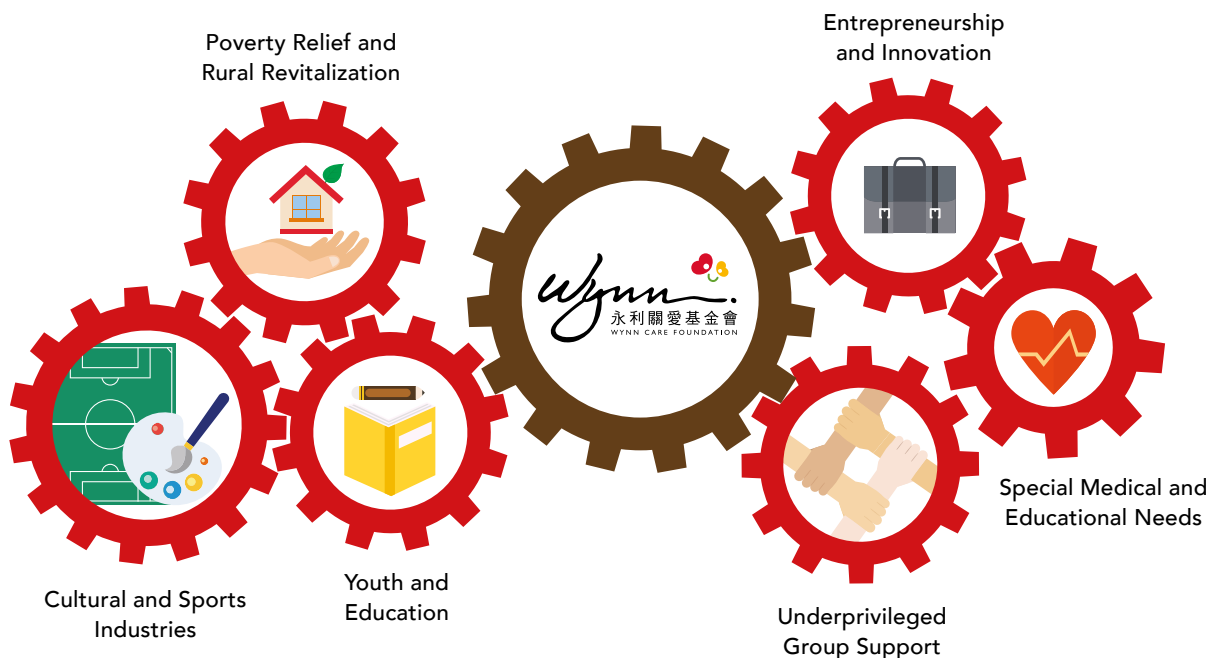 Poverty Relief and
Rural Revitalization
Entrepreneurship
and Innovation
Wynn
永利關愛基金會
WYNN CARE FOUNDATION
Special Medical and
Educational Needs
Youth and
Education
Cultural and Sports
Industries
Underprivileged
Group Support